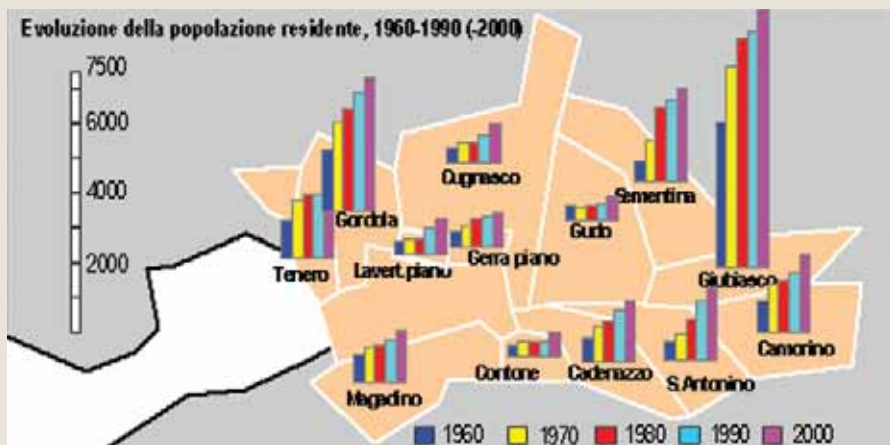 Evoluzione della popolazione residente, 1960-1990 (-2000)
7500
6000
4000
2000
Cugnasco
Sementina
Gordola
Gudo
Tenero
Lavert.piano
Gerra piano
Giubiasco
Magadino
Contone
Cadenazzo
S.Antonino
Camorino
1960
1970
1980
1990
2000